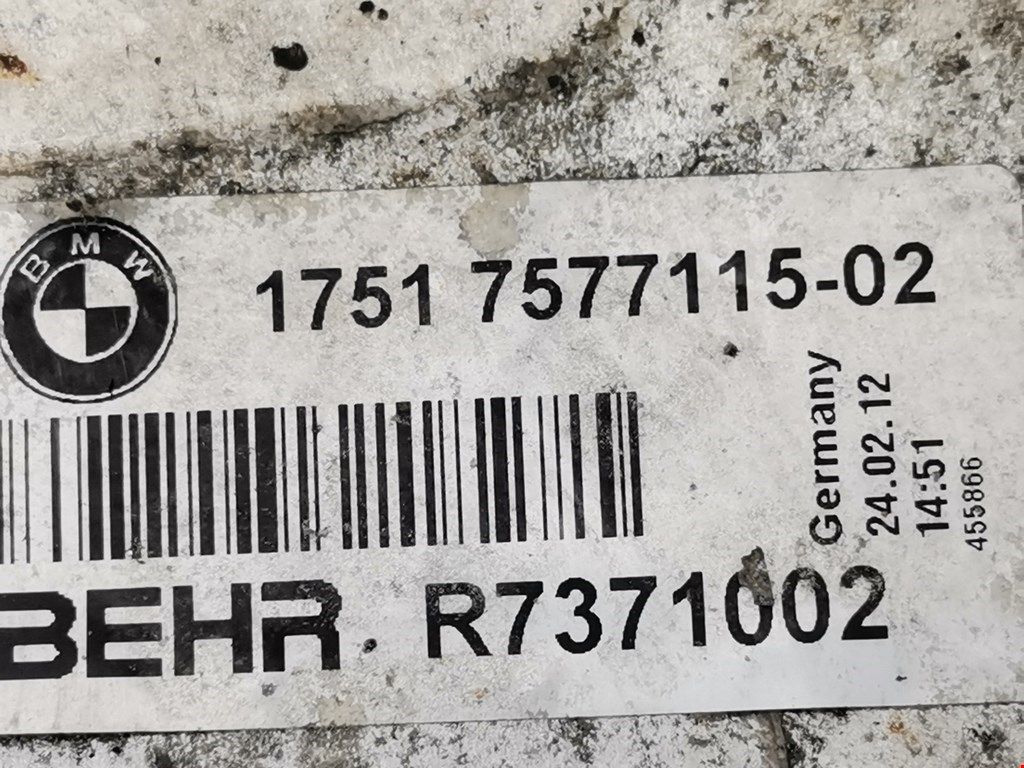 BMW
1751 7577115-02
Germany
24.02.12
14:51
455866
BEHR R7371002